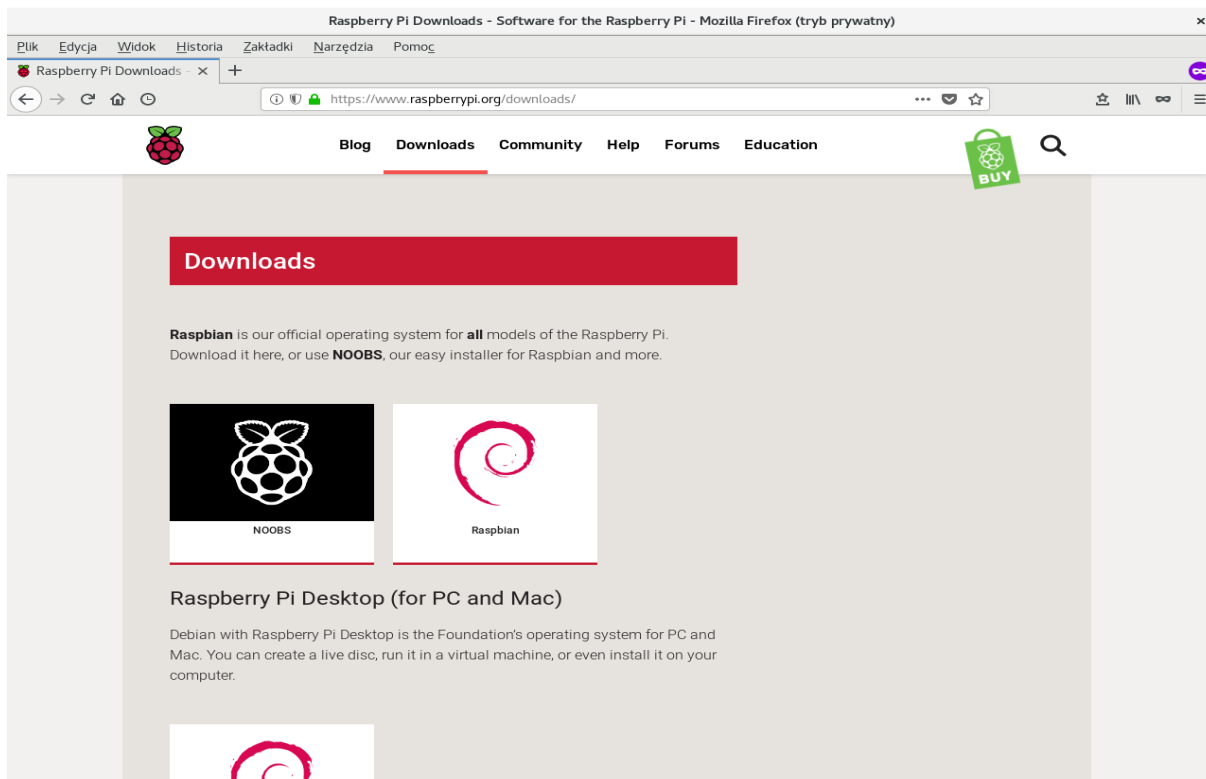 Raspberry Pi Downloads - Software for the Raspberry Pi - Mozilla Firefox (tryb prywatny)
Plik Edycja Widok Historia Zakładki Narzędzia Pomoc
Raspberry Pi Downloads -
https://www.raspberrypi.org/downloads/
Blog Downloads Community Help Forums Education
BUY
Downloads
Raspbian is our official operating system for all models of the Raspberry Pi.
Download it here, or use NOOBS, our easy installer for Raspbian and more.
NOOBS Raspbian
Raspberry Pi Desktop (for PC and Mac)
Debian with Raspberry Pi Desktop is the Foundation’s operating system for PC and
Mac. You can create a live disc, run it in a virtual machine, or even install it on your
computer.